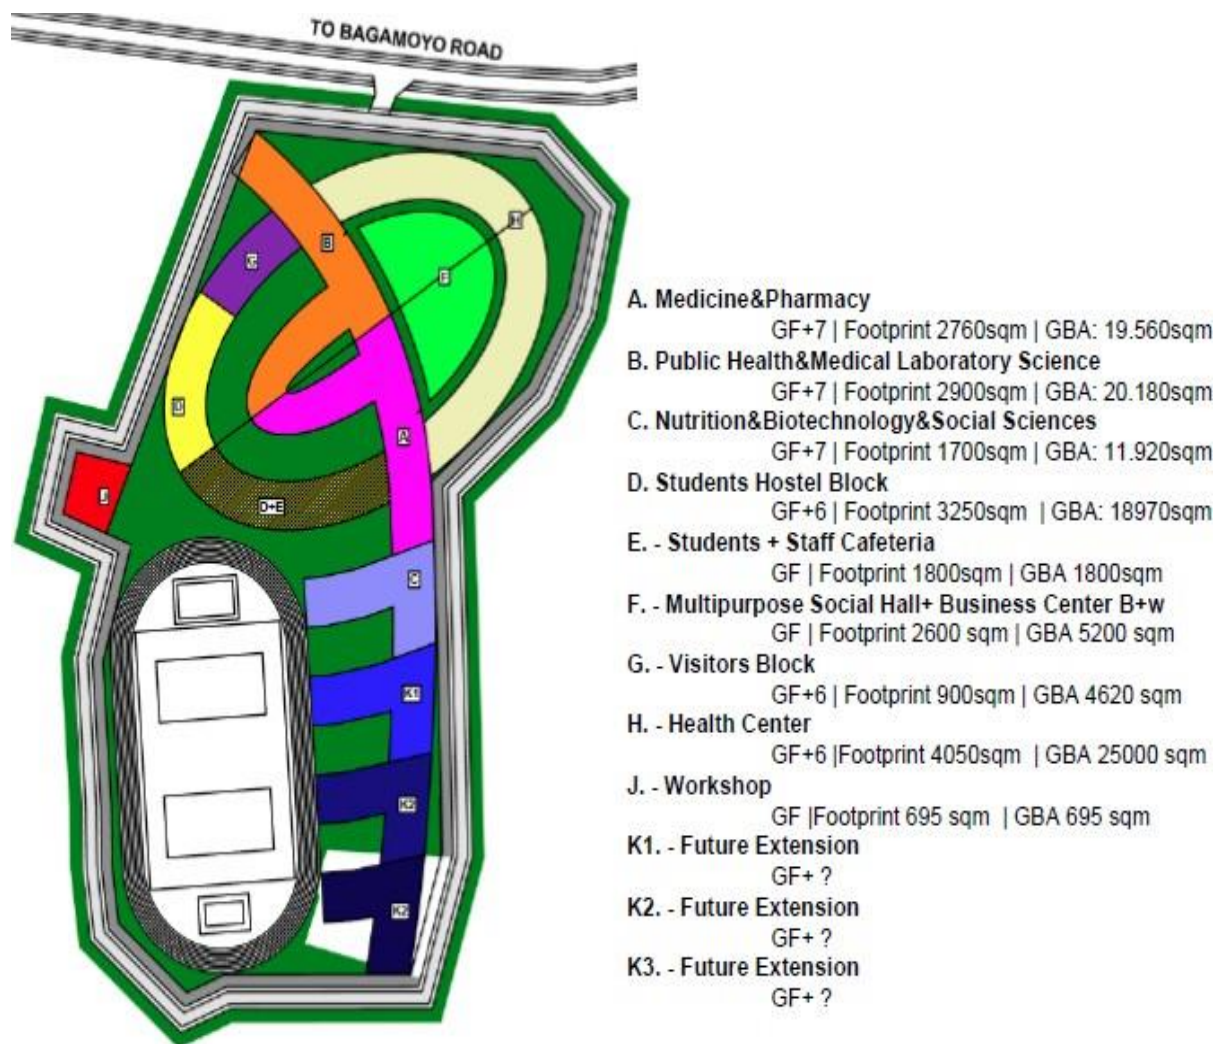 TO BAGAMOYO ROAD
H
B
G
F
D
A
J
D+E
C
K1
K2
K2
A. Medicine&Pharmacy
GF+7 | Footprint 2760sqm | GBA: 19.560sqm
B. Public Health&Medical Laboratory Science
GF+7 | Footprint 2900sqm | GBA: 20.180sqm
C. Nutrition&Biotechnology&Social Sciences
GF+7 | Footprint 1700sqm | GBA: 11.920sqm
D. Students Hostel Block
GF+6 | Footprint 3250sqm | GBA: 18970sqm
E. - Students + Staff Cafeteria
GF | Footprint 1800sqm | GBA 1800sqm
F. - Multipurpose Social Hall+ Business Center B+w
GF | Footprint 2600 sqm | GBA 5200 sqm
G. - Visitors Block
GF+6 | Footprint 900sqm | GBA 4620 sqm
H. - Health Center
GF+6 |Footprint 4050sqm | GBA 25000 sqm
J. - Workshop
GF |Footprint 695 sqm | GBA 695 sqm
K1. - Future Extension
GF+ ?
K2. - Future Extension
GF+ ?
K3. - Future Extension
GF+ ?